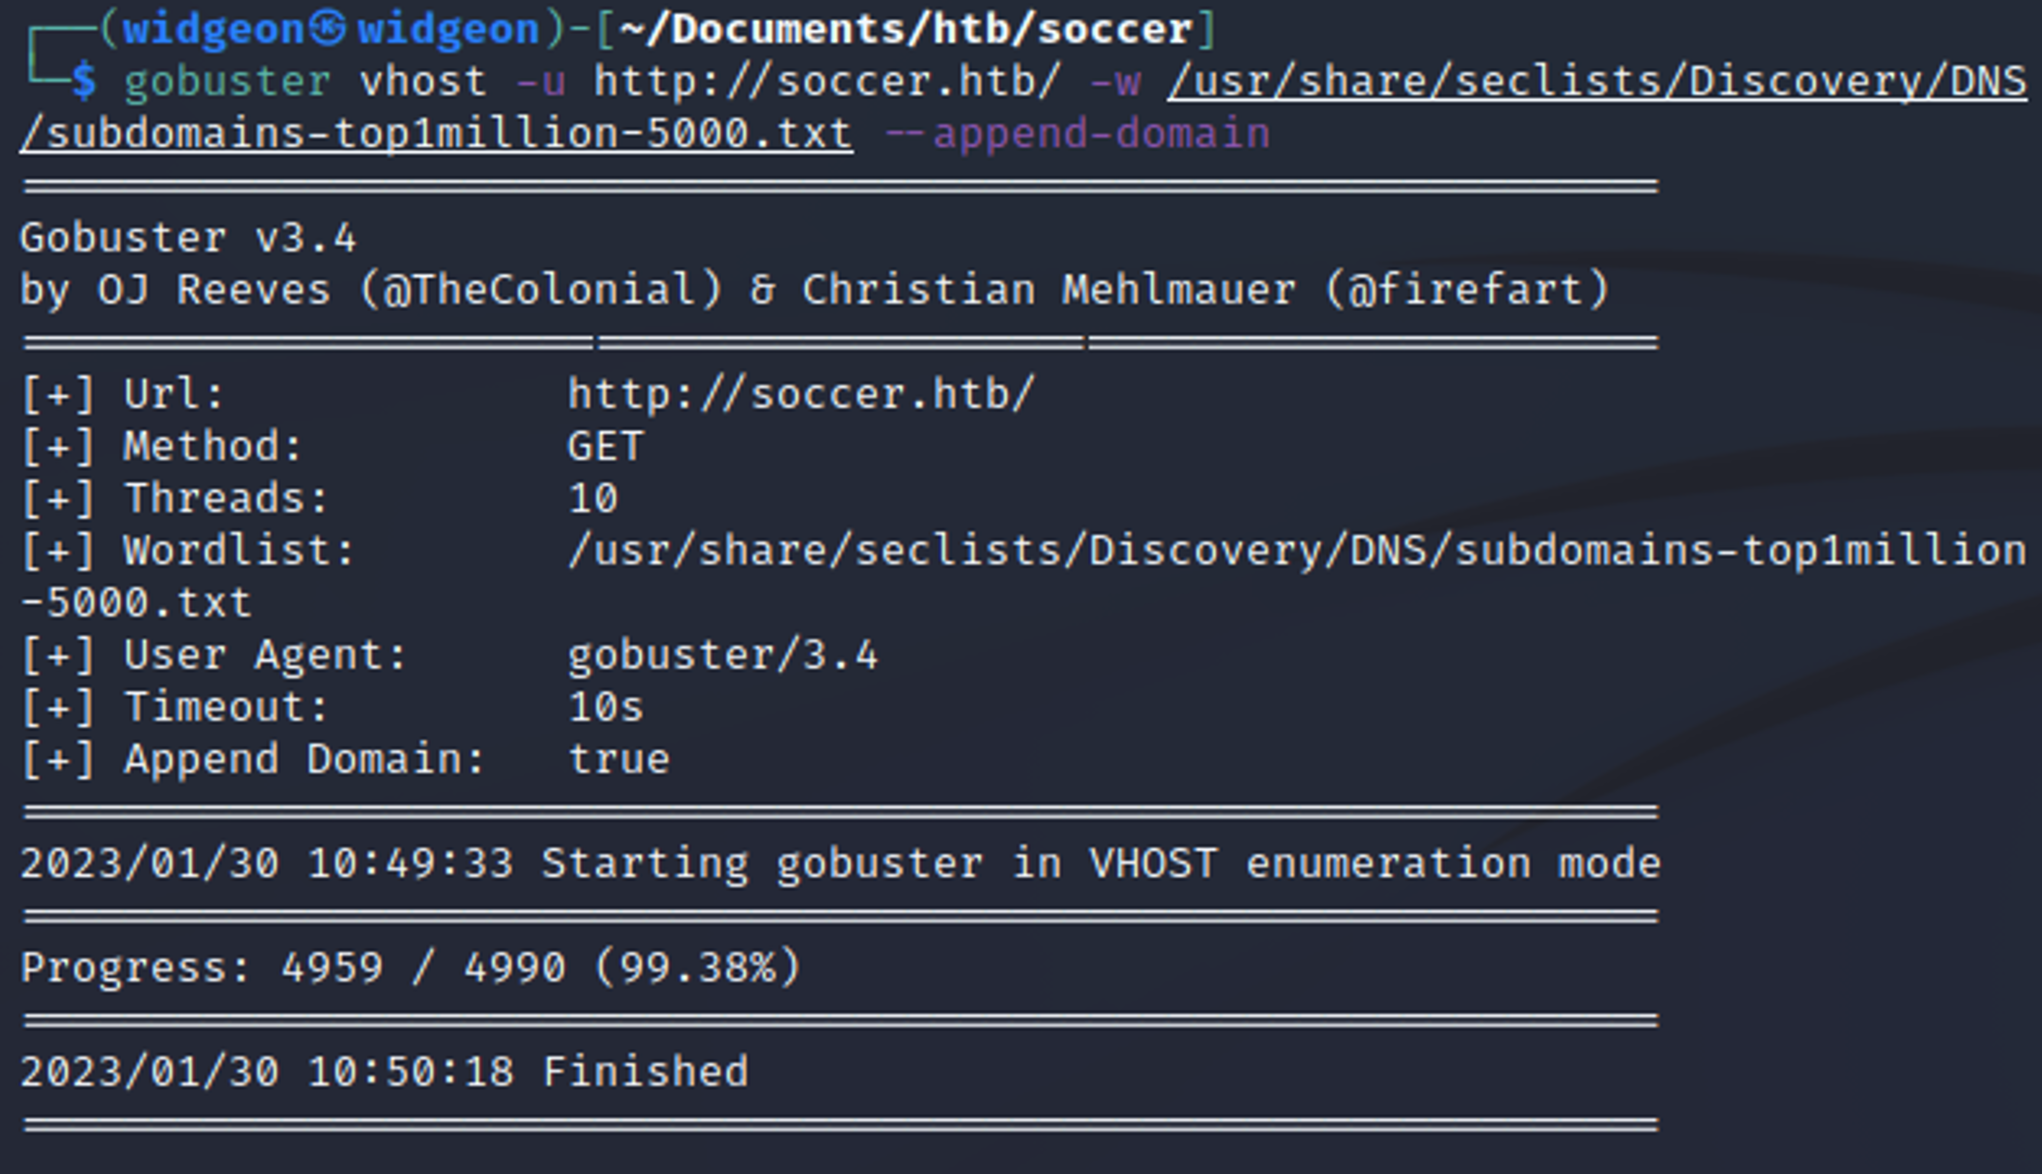 ┌──(widgeon㉿widgeon)-[~/Documents/htb/soccer]
└─$ gobuster vhost -u http://soccer.htb/ -w /usr/share/seclists/Discovery/DNS
/subdomains-top1million-5000.txt --append-domain
===============================================================
Gobuster v3.4
by OJ Reeves (@TheColonial) & Christian Mehlmauer (@firefart)
===============================================================
[+] Url:             http://soccer.htb/
[+] Method:          GET
[+] Threads:         10
[+] Wordlist:        /usr/share/seclists/Discovery/DNS/subdomains-top1million
-5000.txt
[+] User Agent:      gobuster/3.4
[+] Timeout:         10s
[+] Append Domain:   true
===============================================================
2023/01/30 10:49:33 Starting gobuster in VHOST enumeration mode
===============================================================
Progress: 4959 / 4990 (99.38%)
===============================================================
2023/01/30 10:50:18 Finished
===============================================================